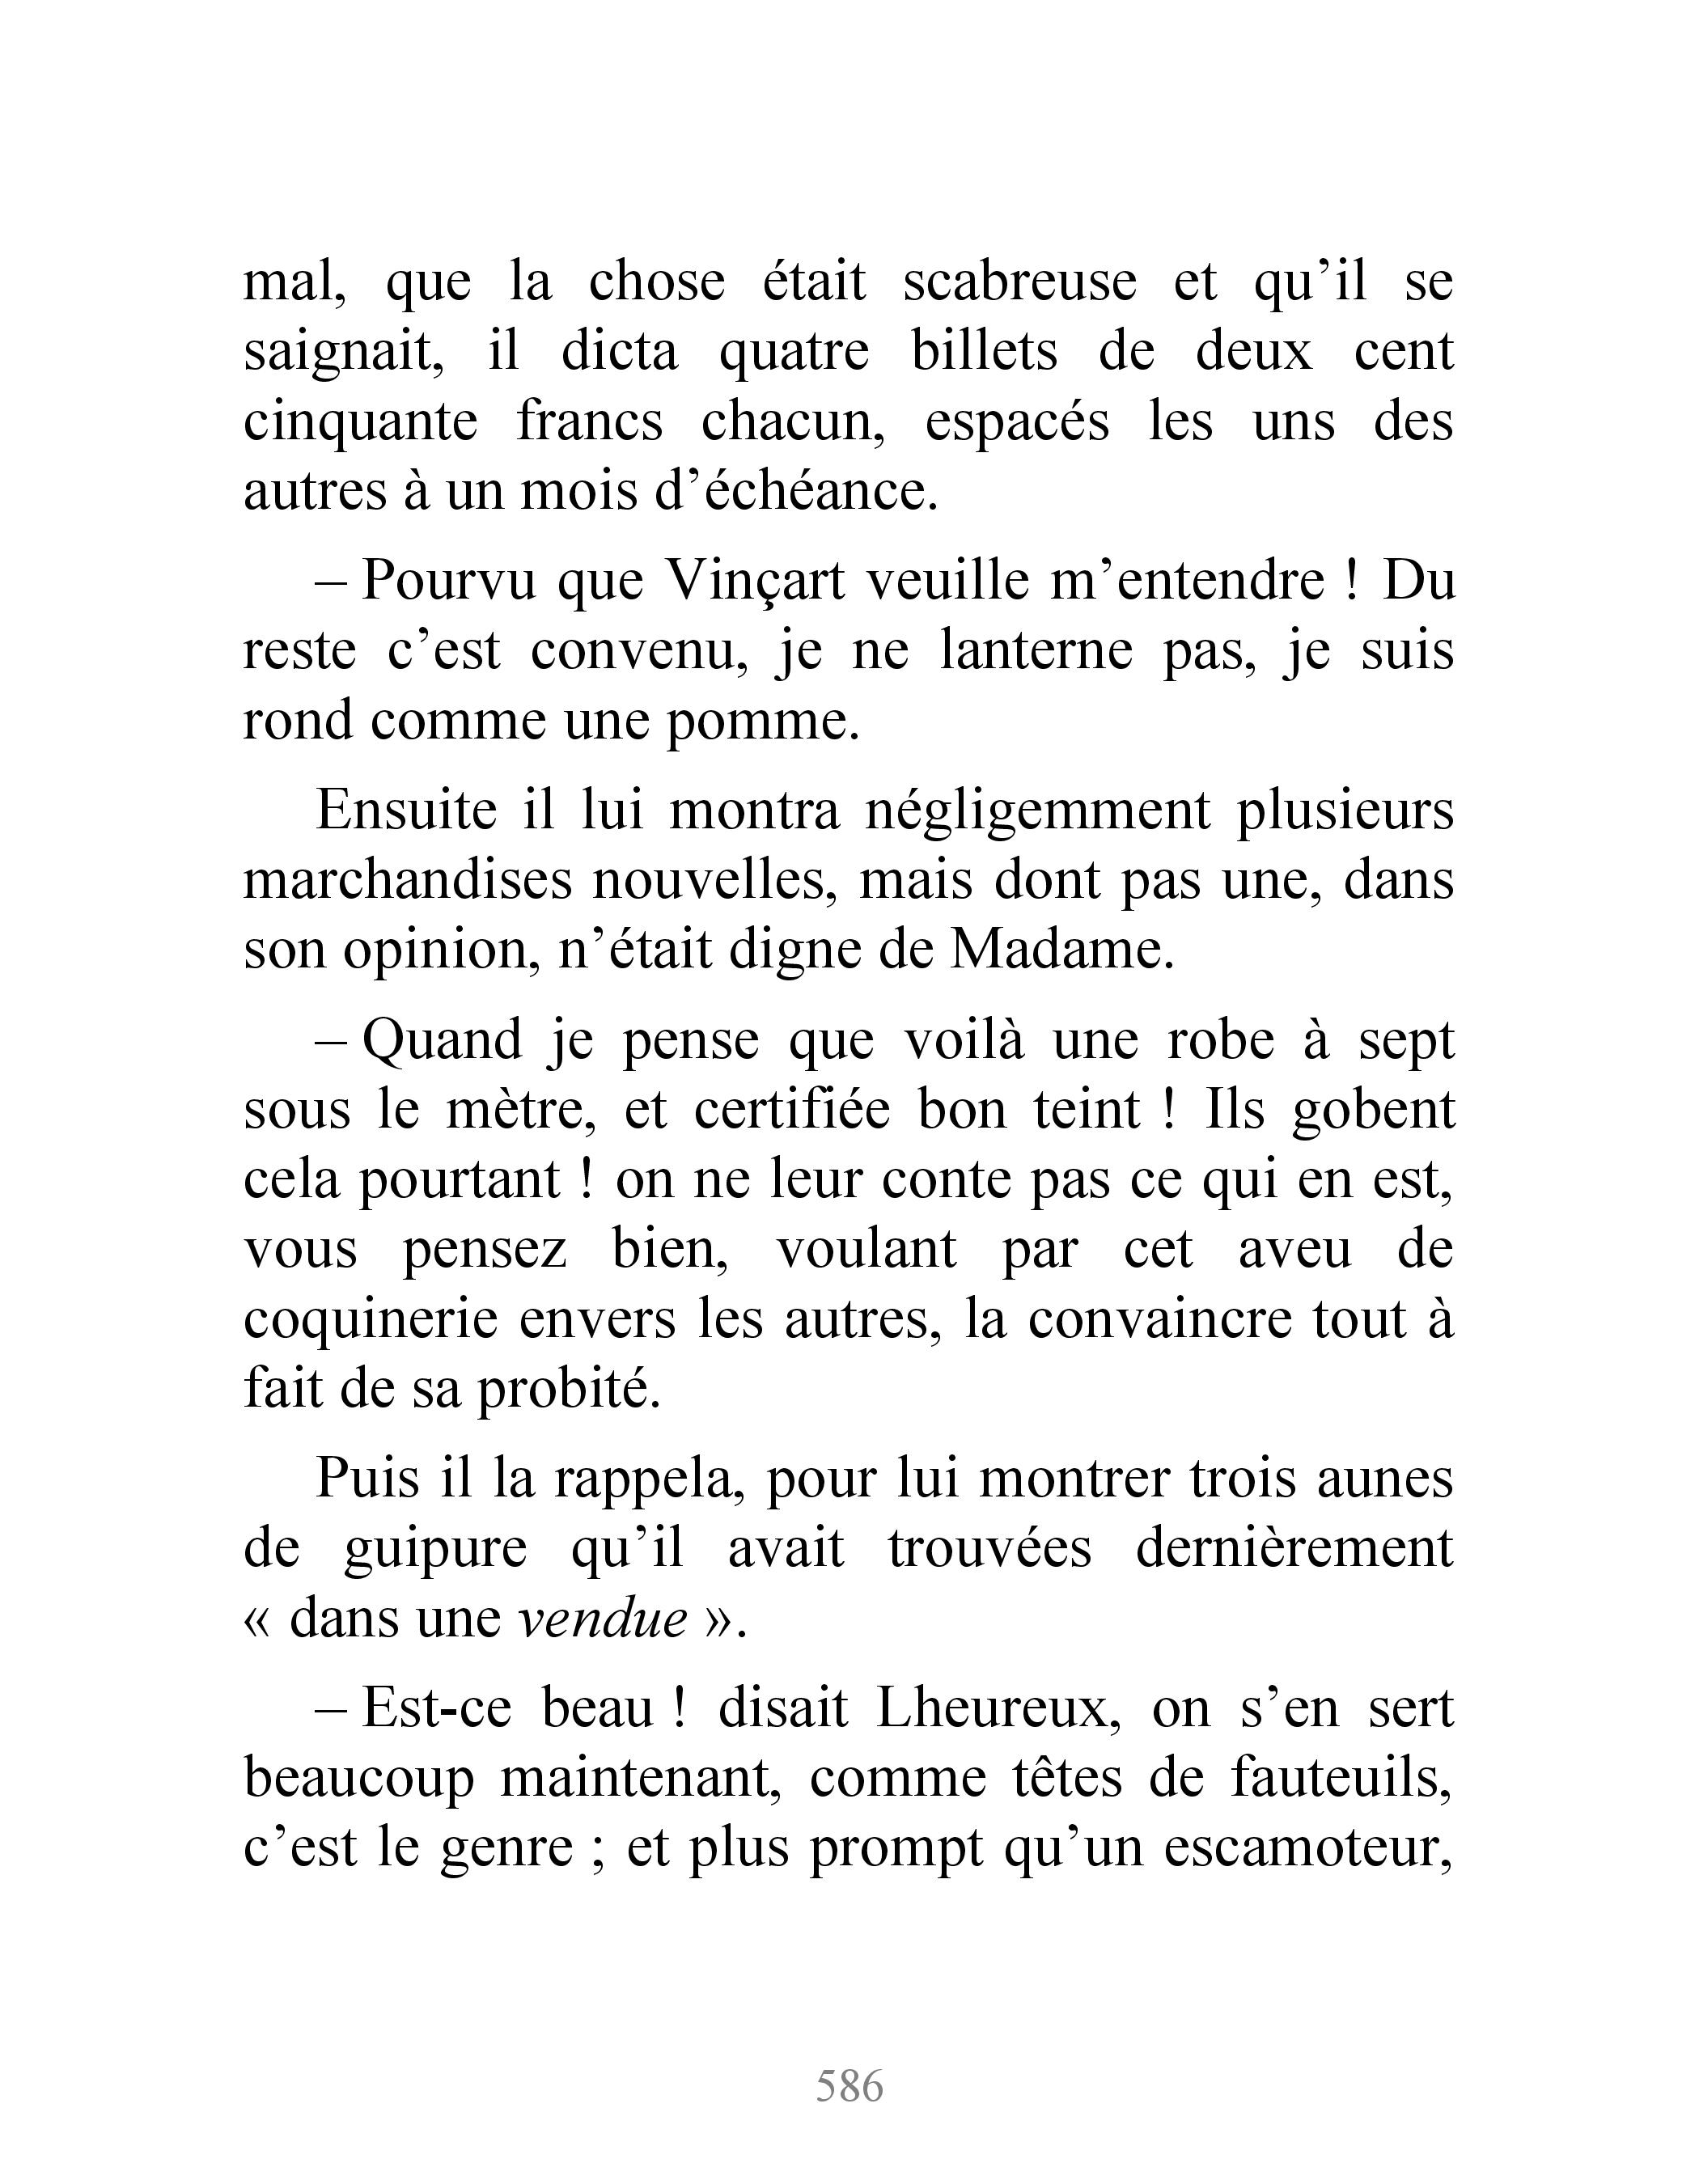 mal, que la chose était scabreuse et qu’il se
saignait, il dicta quatre billets de deux cent
cinquante francs chacun, espacés les uns des
autres à un mois d’échéance.
– Pourvu que Vinçart veuille m’entendre ! Du
reste c’est convenu, je ne lanterne pas, je suis
rond comme une pomme.
Ensuite il lui montra négligemment plusieurs
marchandises nouvelles, mais dont pas une, dans
son opinion, n’était digne de Madame.
– Quand je pense que voilà une robe à sept
sous le mètre, et certifiée bon teint ! Ils gobent
cela pourtant ! on ne leur conte pas ce qui en est,
vous pensez bien, voulant par cet aveu de
coquinerie envers les autres, la convaincre tout à
fait de sa probité.
Puis il la rappela, pour lui montrer trois aunes
de guipure qu’il avait trouvées dernièrement
« dans une vendue ».
– Est-ce beau ! disait Lheureux, on s’en sert
beaucoup maintenant, comme têtes de fauteuils,
c’est le genre ; et plus prompt qu’un escamoteur,
586